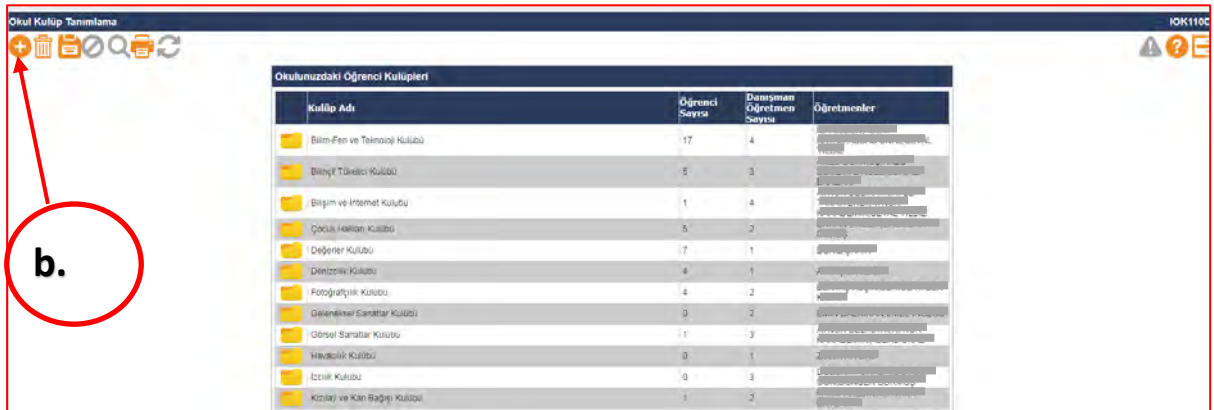 Okul Kulüp Tanımlama IOK110
Okulunuzdaki Öğrenci Kulüpleri
Kulüp Adı Öğrenci Sayısı Danışman Öğretmen Sayısı Öğretmenler
Bilim-Fen ve Teknoloji Kulübü 17 4
Bilinçli Tüketici Kulübü 5 3
Bilişim ve İnternet Kulübü 1 4
Çocuk Hakları Kulübü 5 2
Değerler Kulübü 7 1
Denizcilik Kulübü 4 1
Fotoğrafçılık Kulübü 4 2
Geleneksel Sanatlar Kulübü 0 2
Görsel Sanatlar Kulübü 1 3
Havacılık Kulübü 0 1
İzcilik Kulübü 0 3
Kızılay ve Kan Bağışı Kulübü 1 2
b.